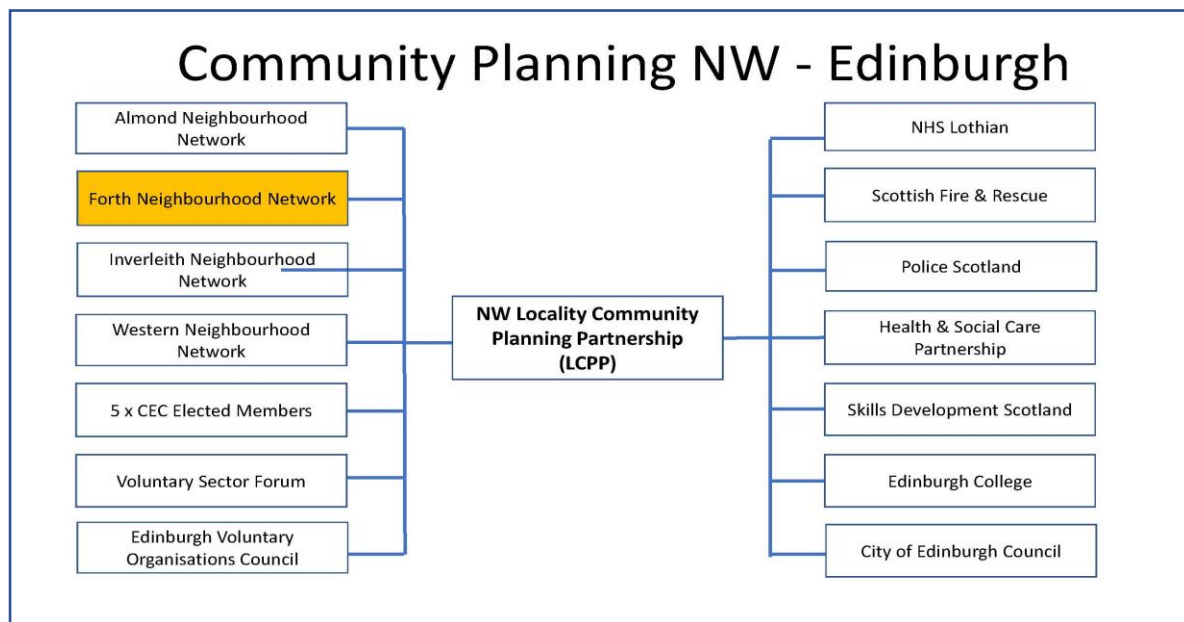 Community Planning NW - Edinburgh
Almond Neighbourhood
Network
Forth Neighbourhood Network
Inverleith Neighbourhood
Network
Western Neighbourhood
Network
5 x CEC Elected Members
Voluntary Sector Forum
Edinburgh Voluntary
Organisations Council
NW Locality Community
Planning Partnership
(LCPP)
NHS Lothian
Scottish Fire & Rescue
Police Scotland
Health & Social Care
Partnership
Skills Development Scotland
Edinburgh College
City of Edinburgh Council